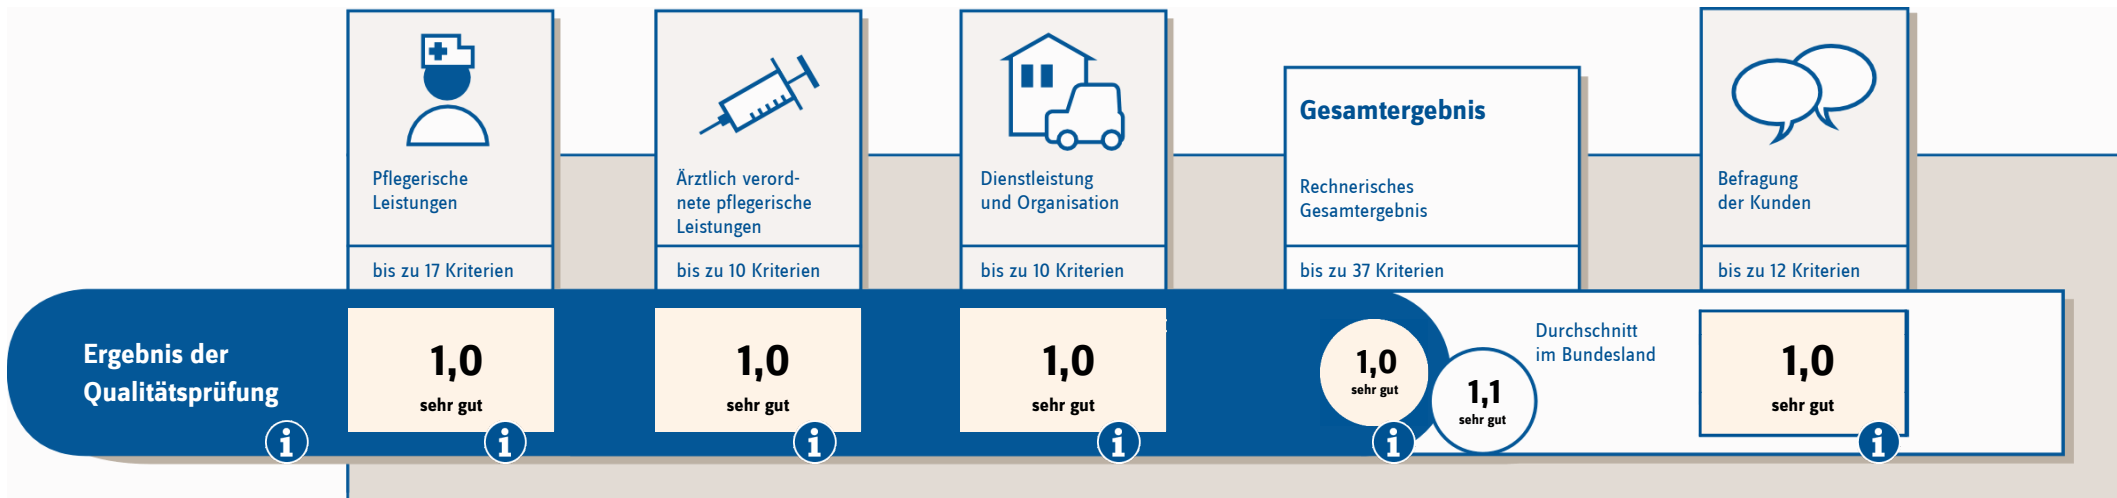 Pflegerische
Leistungen
bis zu 17 Kriterien
Ärztlich verord-
nete pflegerische
Leistungen
bis zu 10 Kriterien
Dienstleistung
und Organisation
bis zu 10 Kriterien
Gesamtergebnis
Rechnerisches
Gesamtergebnis
bis zu 37 Kriterien
Befragung
der Kunden
bis zu 12 Kriterien
Ergebnis der
Qualitätsprüfung
i
1,0
sehr gut
i
1,0
sehr gut
i
1,0
sehr gut
i
1,0
sehr gut
i
1,1
sehr gut
Durchschnitt
im Bundesland
1,0
sehr gut
i